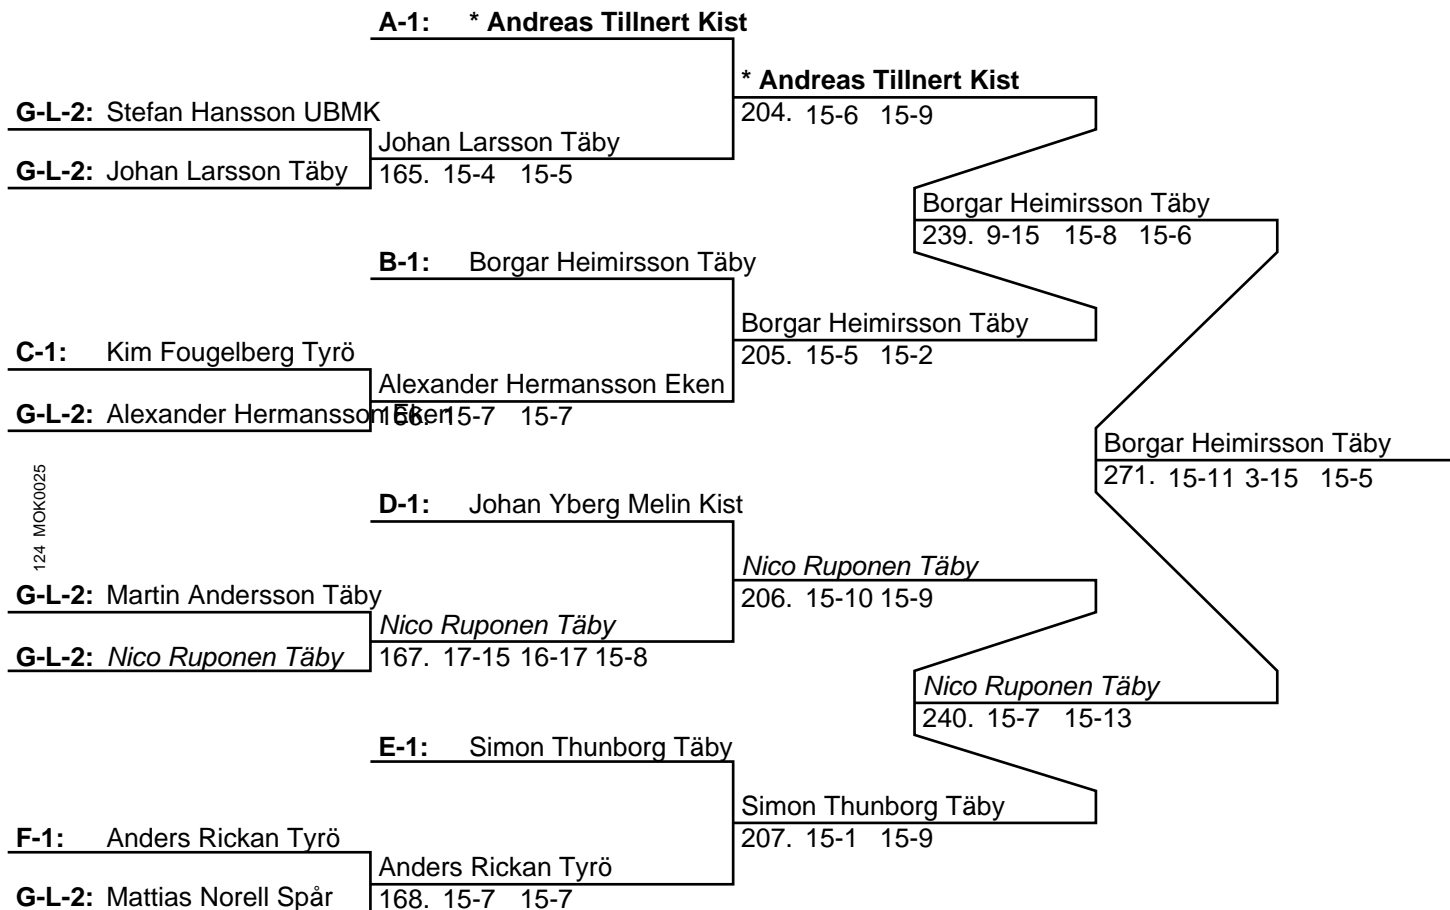 A-1: * Andreas Tillnert Kist
* Andreas Tillnert Kist
204. 15-6 15-9
G-L-2: Stefan Hansson UBMK
Johan Larsson Täby
G-L-2: Johan Larsson Täby
165. 15-4 15-5
Borgar Heimirsson Täby
239. 9-15 15-8 15-6
B-1: Borgar Heimirsson Täby
Borgar Heimirsson Täby
205. 15-5 15-2
C-1: Kim Fougelberg Tyrö
Alexander Hermansson Eken
G-L-2: Alexander Hermansson Eken
166. 15-7 15-7
Borgar Heimirsson Täby
271. 15-11 3-15 15-5
124 MOK0025
D-1: Johan Yberg Melin Kist
Nico Ruponen Täby
206. 15-10 15-9
G-L-2: Martin Andersson Täby
Nico Ruponen Täby
G-L-2: Nico Ruponen Täby
167. 17-15 16-17 15-8
Nico Ruponen Täby
240. 15-7 15-13
E-1: Simon Thunborg Täby
Simon Thunborg Täby
207. 15-1 15-9
F-1: Anders Rickan Tyrö
Anders Rickan Tyrö
G-L-2: Mattias Norell Spår
168. 15-7 15-7